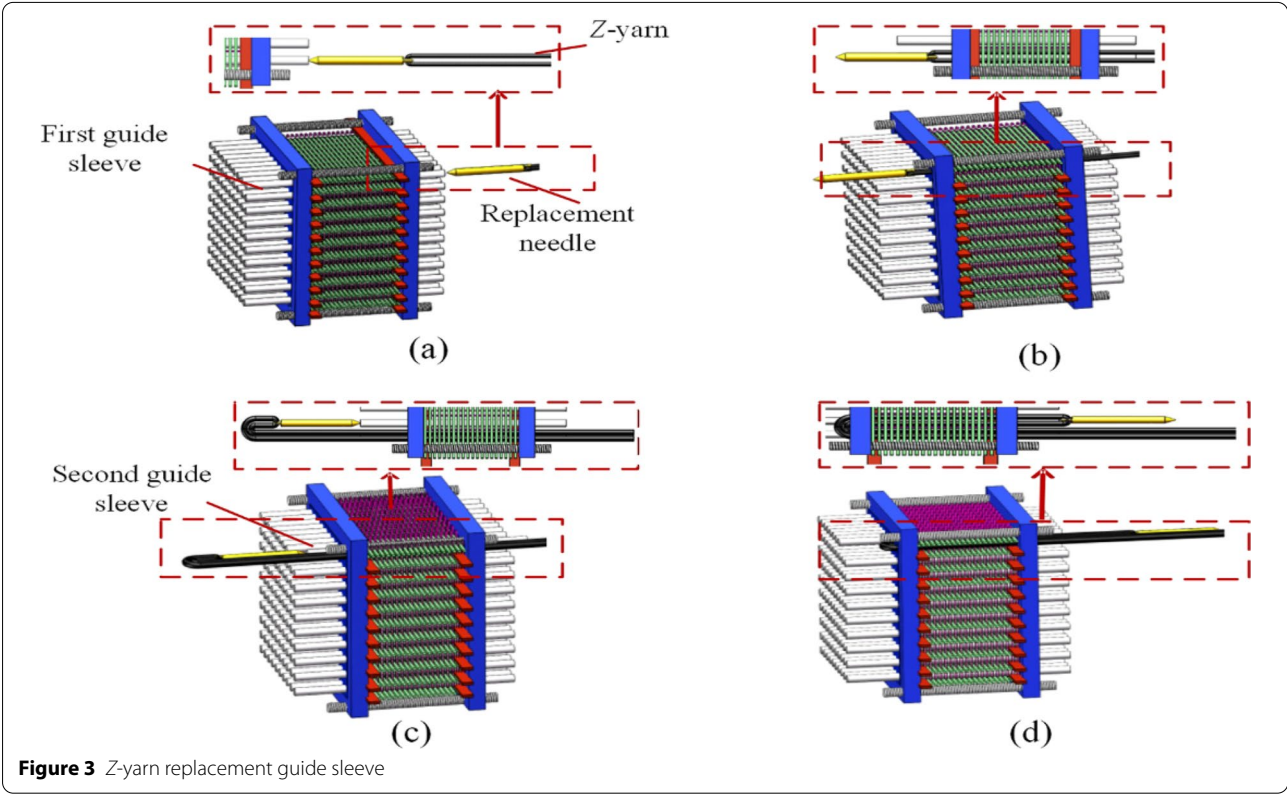 Z-yarn
First guide
sleeve
Replacement
needle
(a)
(b)
Second guide
sleeve
(c)
(d)
Figure 3 Z-yarn replacement guide sleeve